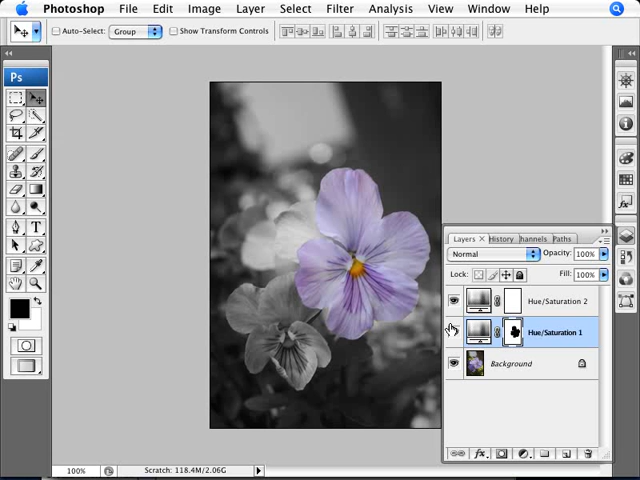 Photoshop File Edit Image Layer Select Filter Analysis View Window Help
Auto-Select: Group Show Transform Controls
Ps
Layers × History hannels Paths
Normal Opacity: 100%
Lock: Fill: 100%
Hue/Saturation 2
Hue/Saturation 1
Background
T
100% Scratch: 118.4M/2.06G